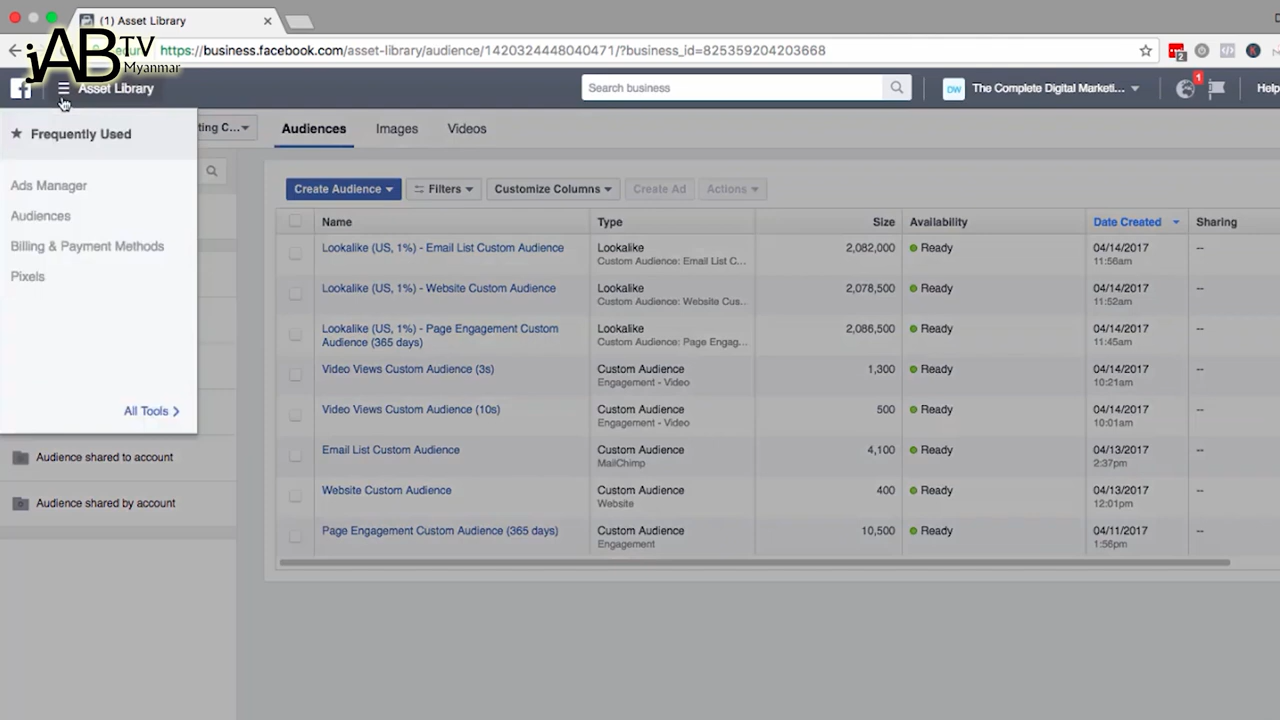 (1) Asset Library
https://business.facebook.com/asset-library/audience/1420324448040471/?business_id=825359204203668
jABTV
Myanmar
2
Asset Library
Search business
DW
The Complete Digital Marketi...
1
Help
Frequently Used
Ads Manager
Audiences
Billing & Payment Methods
Pixels
All Tools
ting C...
Audience shared to account
Audience shared by account
Audiences Images Videos
Create Audience Filters Customize Columns Create Ad Actions
Name Type Size Availability Date Created Sharing
Lookalike (US, 1%) - Email List Custom Audience Lookalike 2,082,000 Ready 04/14/2017 --
Custom Audience: Email List C... 11:56am
Lookalike (US, 1%) - Website Custom Audience Lookalike 2,078,500 Ready 04/14/2017 --
Custom Audience: Website Cus... 11:52am
Lookalike (US, 1%) - Page Engagement Custom Lookalike 2,086,500 Ready 04/14/2017 --
Audience (365 days) Custom Audience: Page Engag... 11:45am
Video Views Custom Audience (3s) Custom Audience 1,300 Ready 04/14/2017 --
Engagement - Video 10:21am
Video Views Custom Audience (10s) Custom Audience 500 Ready 04/14/2017 --
Engagement - Video 10:01am
Email List Custom Audience Custom Audience 4,100 Ready 04/13/2017 --
MailChimp 2:37pm
Website Custom Audience Custom Audience 400 Ready 04/13/2017 --
Website 12:01pm
Page Engagement Custom Audience (365 days) Custom Audience 10,500 Ready 04/11/2017 --
Engagement 1:56pm